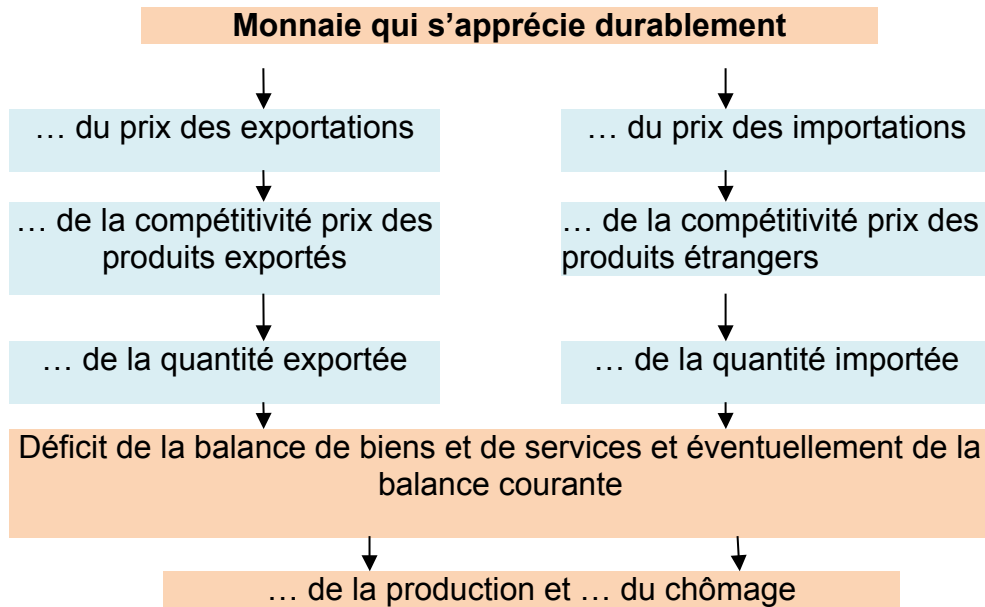 Monnaie qui s’apprécie durablement
… du prix des exportations
… du prix des importations
… de la compétitivité prix des
produits exportés
… de la compétitivité prix des
produits étrangers
… de la quantité exportée
… de la quantité importée
Déficit de la balance de biens et de services et éventuellement de la
balance courante
… de la production et … du chômage